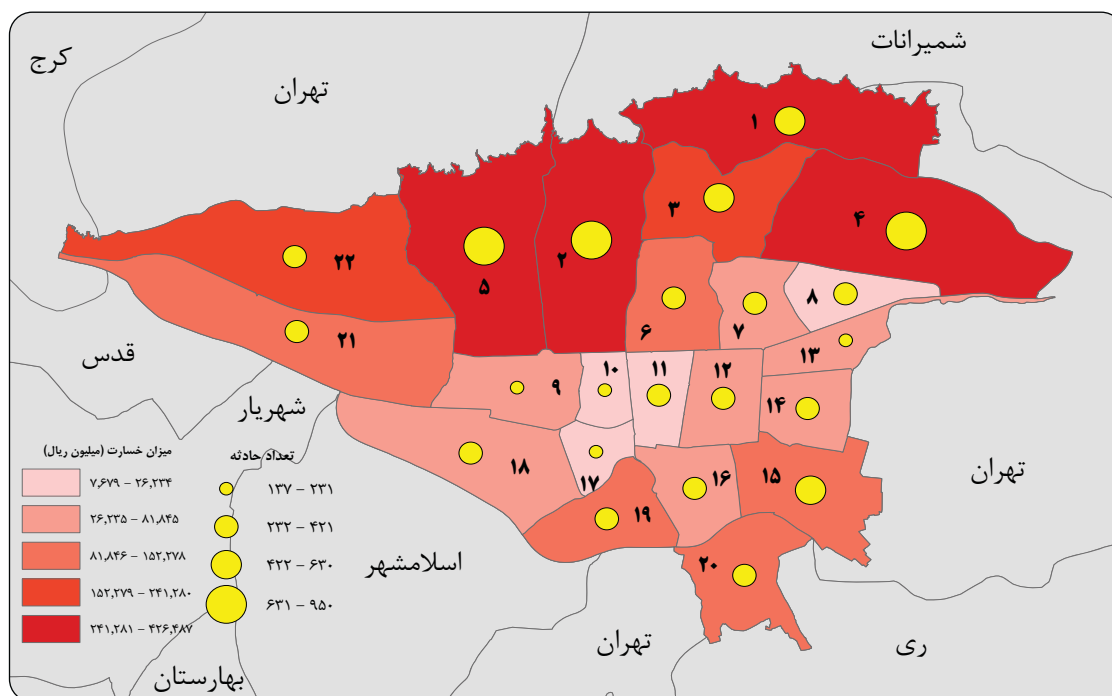 شمیرانات
کرج
تهران
۱
۳
۴
۲
۵
۲۲
۸
۶
۷
۲۱
۱۳
قدس
۱۰
۱۱
۱۲
۹
شهریار
۱۴
میزان خسارت (میلیون ریال)
تعداد حادثه
۷,۶۷۹ – ۲۶,۲۳۴
۲۶,۲۳۵ – ۸۱,۸۴۵
۸۱,۸۴۶ – ۱۵۲,۲۷۸
۱۵۲,۲۷۹ – ۲۴۱,۲۸۰
۲۴۱,۲۸۱ – ۴۲۶,۴۸۷
۱۳۷ – ۲۳۱
۲۳۲ – ۴۲۱
۴۲۲ – ۶۳۰
۶۳۱ – ۹۵۰
۱۸
۱۷
۱۶
۱۵
تهران
۱۹
اسلامشهر
۲۰
تهران
ری
بهارستان